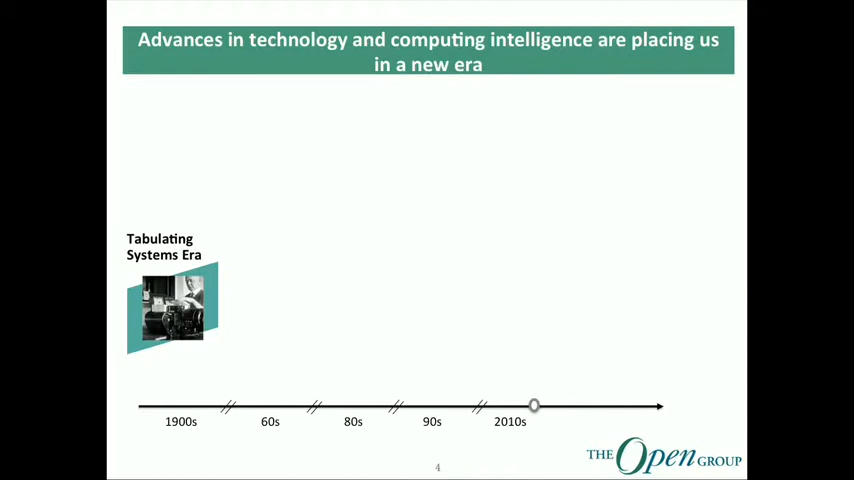 Advances in technology and computing intelligence are placing us
in a new era
Tabulating
Systems Era
1900s 60s 80s 90s 2010s
THE Open GROUP
4